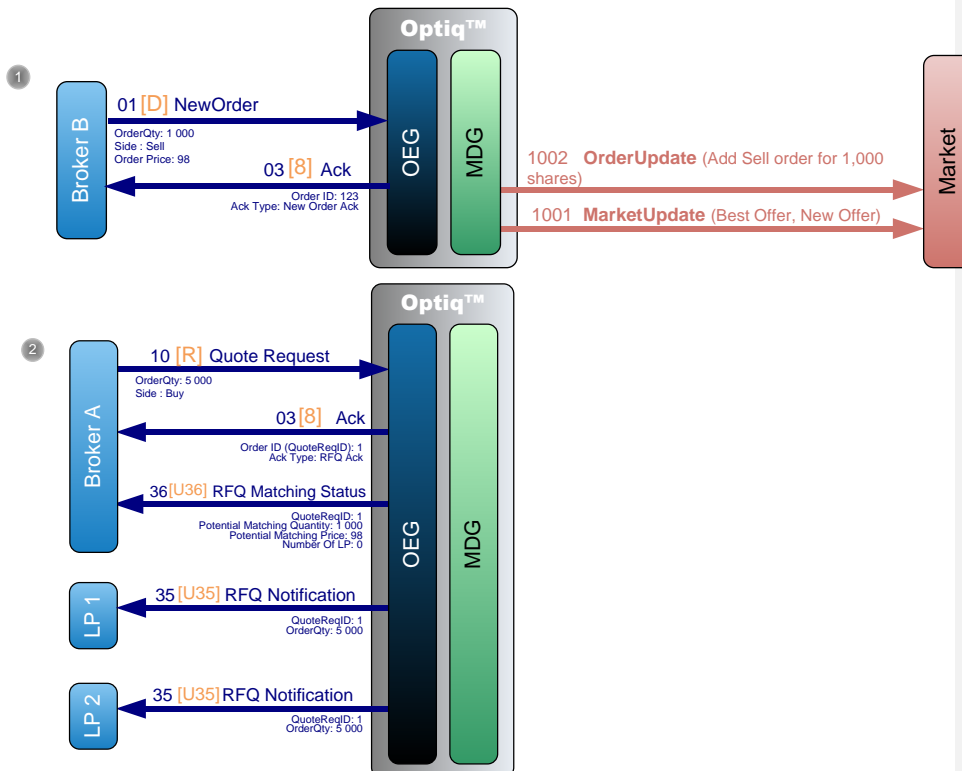 Optiq™
1
Broker B
01 [D] NewOrder
OrderQty: 1 000
Side : Sell
Order Price: 98
03 [8] Ack
Order ID: 123
Ack Type: New Order Ack
OEG
MDG
1002 OrderUpdate (Add Sell order for 1,000
shares)
1001 MarketUpdate (Best Offer, New Offer)
Market
Optiq™
2
Broker A
10 [R] Quote Request
OrderQty: 5 000
Side : Buy
03 [8] Ack
Order ID (QuoteReqID): 1
Ack Type: RFQ Ack
36 [U36] RFQ Matching Status
QuoteReqID: 1
Potential Matching Quantity: 1 000
Potential Matching Price: 98
Number Of LP: 0
OEG
MDG
LP 1
35 [U35] RFQ Notification
QuoteReqID: 1
OrderQty: 5 000
LP 2
35 [U35] RFQ Notification
QuoteReqID: 1
OrderQty: 5 000